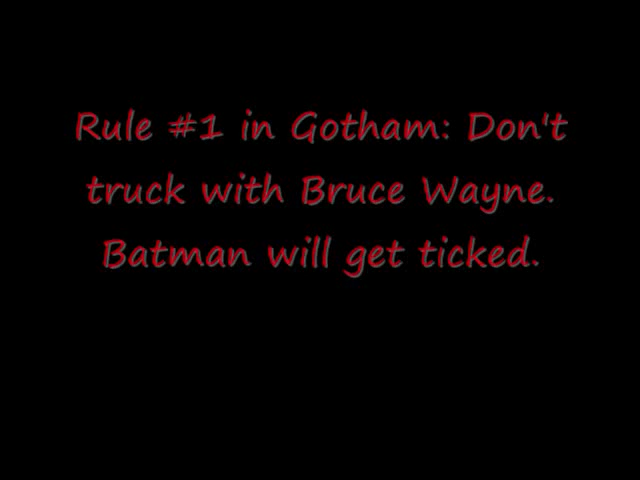 Rule #1 in Gotham: Don't
truck with Bruce Wayne.
Batman will get ticked.